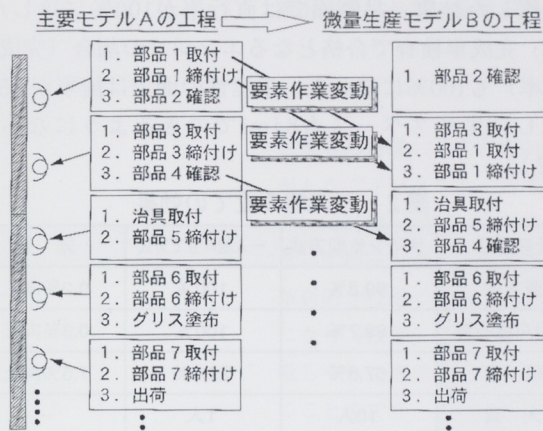 主要モデルAの工程
微量生産モデルBの工程
1. 部品1取付
2. 部品1締付け
3. 部品2確認
要素作業変動
1. 部品2確認
1. 部品3取付
2. 部品3締付け
3. 部品4確認
要素作業変動
1. 部品3取付
2. 部品1取付
3. 部品1締付け
1. 治具取付
2. 部品5締付け
要素作業変動
1. 治具取付
2. 部品5締付け
3. 部品4確認
1. 部品6取付
2. 部品6締付け
3. グリス塗布
1. 部品6取付
2. 部品6締付け
3. グリス塗布
1. 部品7取付
2. 部品7締付け
3. 出荷
1. 部品7取付
2. 部品7締付け
3. 出荷